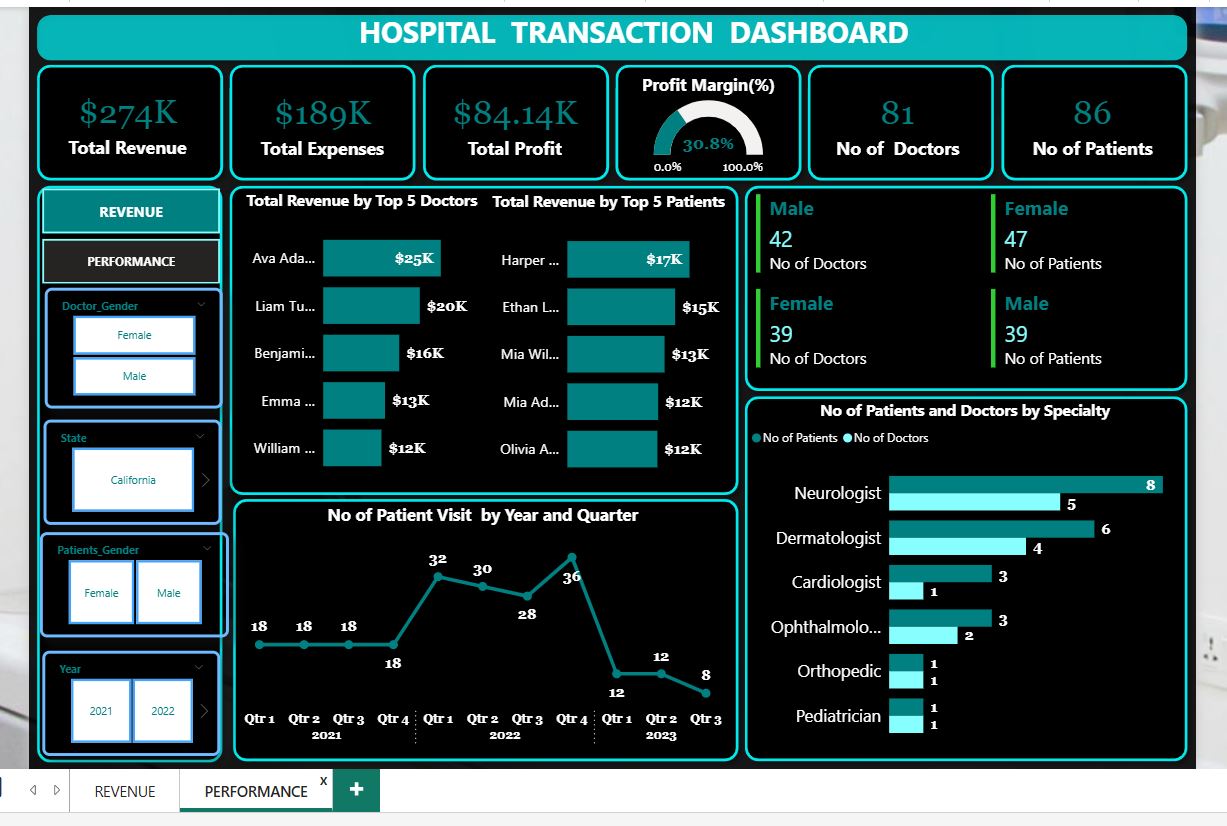 HOSPITAL TRANSACTION DASHBOARD
$274K
Total Revenue
$189K
Total Expenses
$84.14K
Total Profit
Profit Margin(%)
30.8%
0.0% 100.0%
81
No of Doctors
86
No of Patients
REVENUE
PERFORMANCE
Doctor_Gender
Female
Male
State
California
Patients_Gender
Female Male
Year
2021 2022
Total Revenue by Top 5 Doctors
Ava Ada... $25K
Liam Tu... $20K
Benjami... $16K
Emma ... $13K
William ... $12K
Total Revenue by Top 5 Patients
Harper ... $17K
Ethan L... $15K
Mia Wil... $13K
Mia Ad... $12K
Olivia A... $12K
Male
42
No of Doctors
Female
47
No of Patients
Female
39
No of Doctors
Male
39
No of Patients
No of Patient Visit by Year and Quarter
18 18 18 18 32 30 28 36 12 12 8
Qtr 1 Qtr 2 Qtr 3 Qtr 4 Qtr 1 Qtr 2 Qtr 3 Qtr 4 Qtr 1 Qtr 2 Qtr 3
2021 2022 2023
No of Patients and Doctors by Specialty
No of Patients No of Doctors
Neurologist 8
5
Dermatologist 6
4
Cardiologist 3
1
Ophthalmolo... 3
2
Orthopedic 1
1
Pediatrician 1
1
REVENUE PERFORMANCE x +